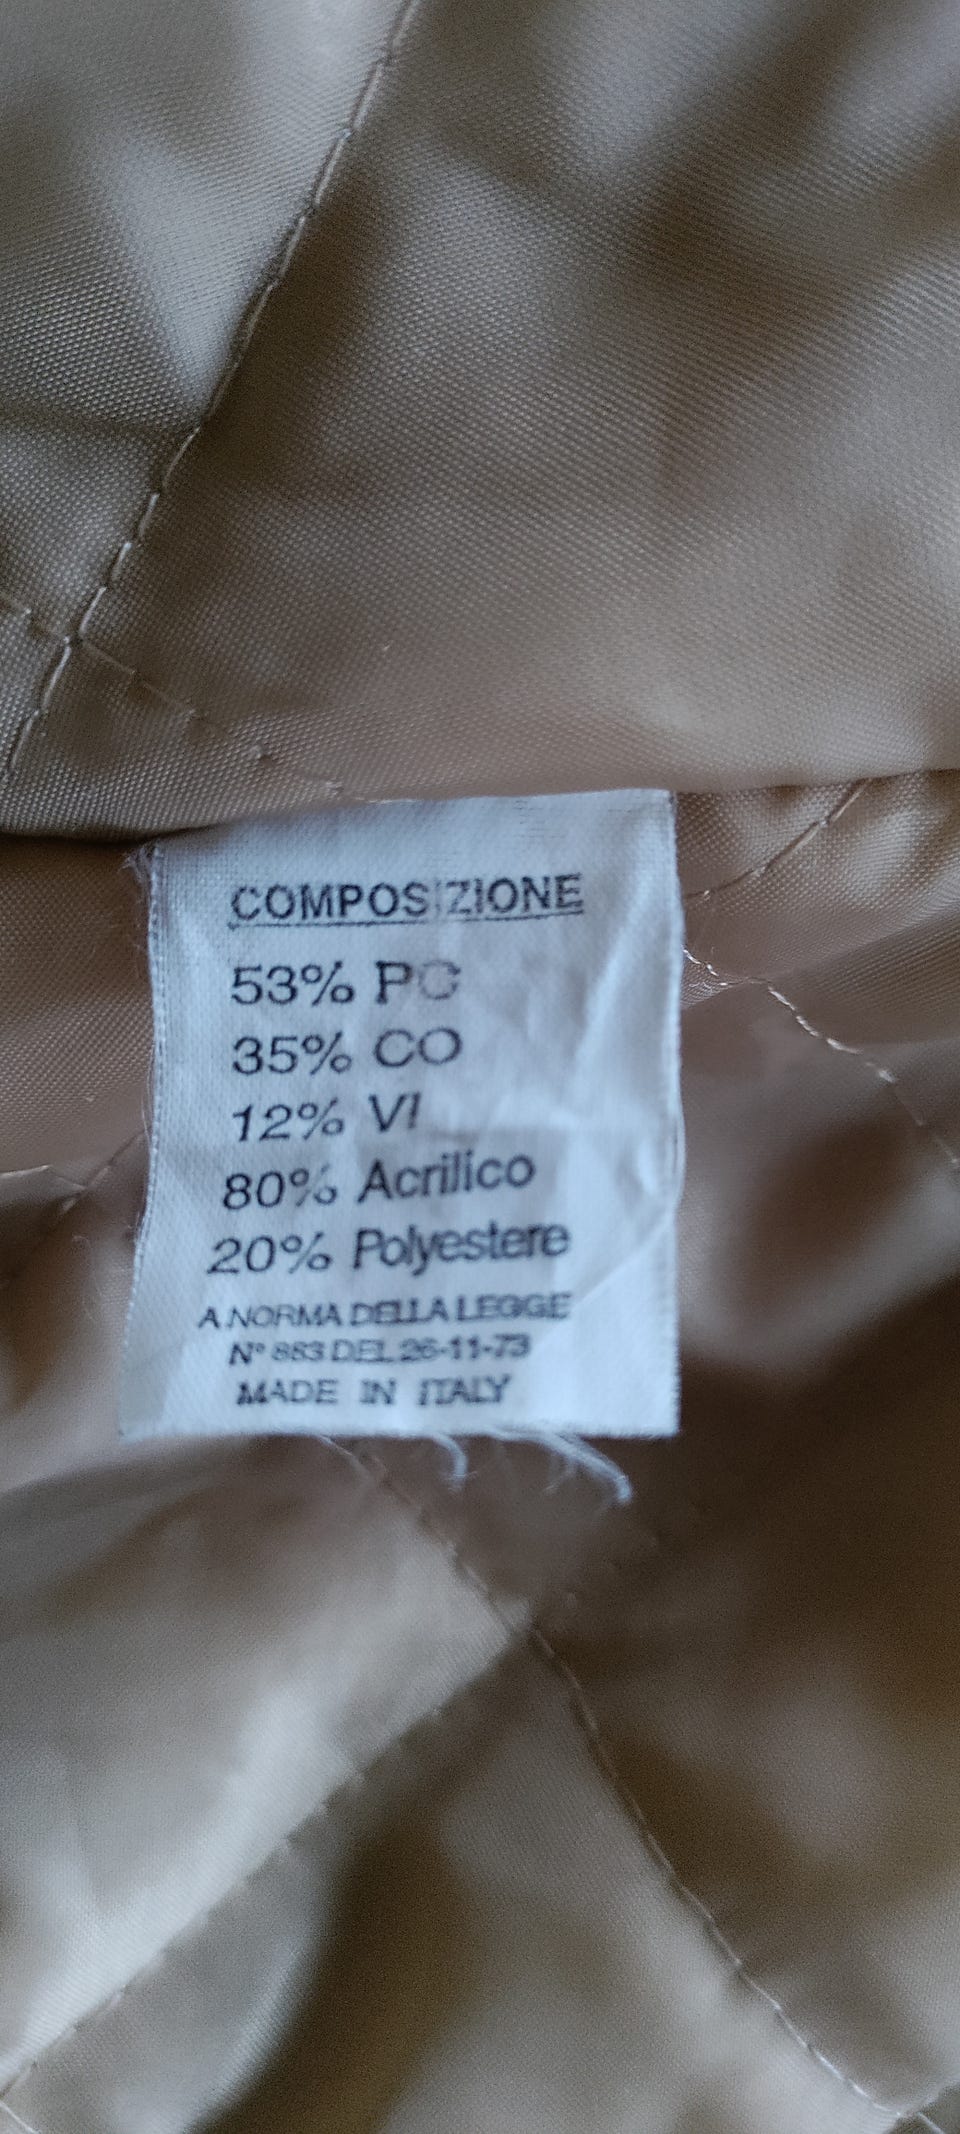 COMPOSIZIONE
53% PC
35% CO
12% VI
80% Acrilico
20% Polyestere
A NORMA DELLA LEGGE
N° 883 DEL 26-11-73
MADE IN ITALY